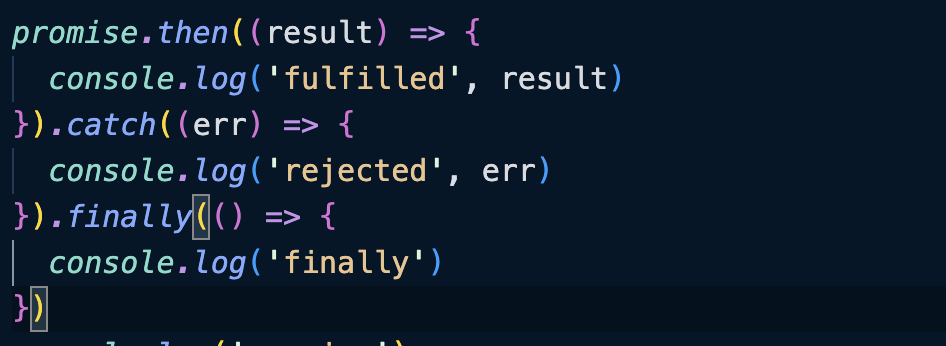 promise.then((result) => {
  console.log('fulfilled', result)
}).catch((err) => {
  console.log('rejected', err)
}).finally(() => {
  console.log('finally')
})